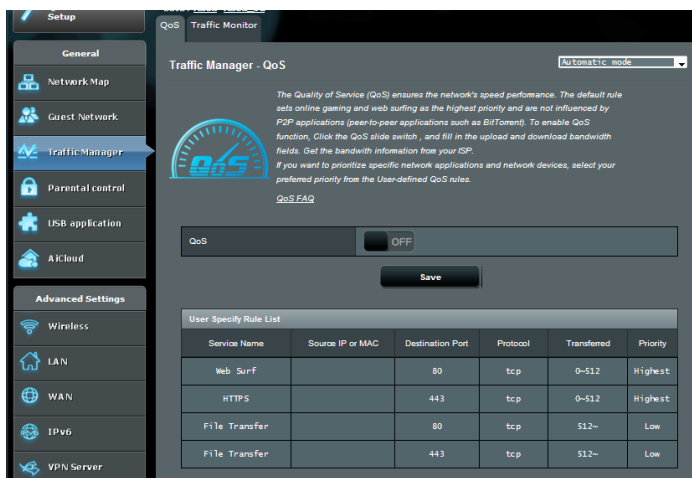 Setup
General
Network Map
Guest Network
Traffic Manager
Parental control
USB application
AiCloud
Advanced Settings
Wireless
LAN
WAN
IPv6
VPN Server
QoS Traffic Monitor
Traffic Manager - QoS
Automatic mode
The Quality of Service (QoS) ensures the network's speed performance. The default rule
sets online gaming and web surfing as the highest priority and are not influenced by
P2P applications (peer-to-peer applications such as BitTorrent). To enable QoS
function, Click the QoS slide switch , and fill in the upload and download bandwidth
fields. Get the bandwith information from your ISP.
If you want to prioritize specific network applications and network devices, select your
preferred priority from the User-defined QoS rules.
QoS FAQ
QoS
QoS OFF
Save
User Specify Rule List
Service Name Source IP or MAC Destination Port Protocol Transferred Priority
Web Surf 80 tcp 0~512 Highest
HTTPS 443 tcp 0~512 Highest
File Transfer 80 tcp 512~ Low
File Transfer 443 tcp 512~ Low